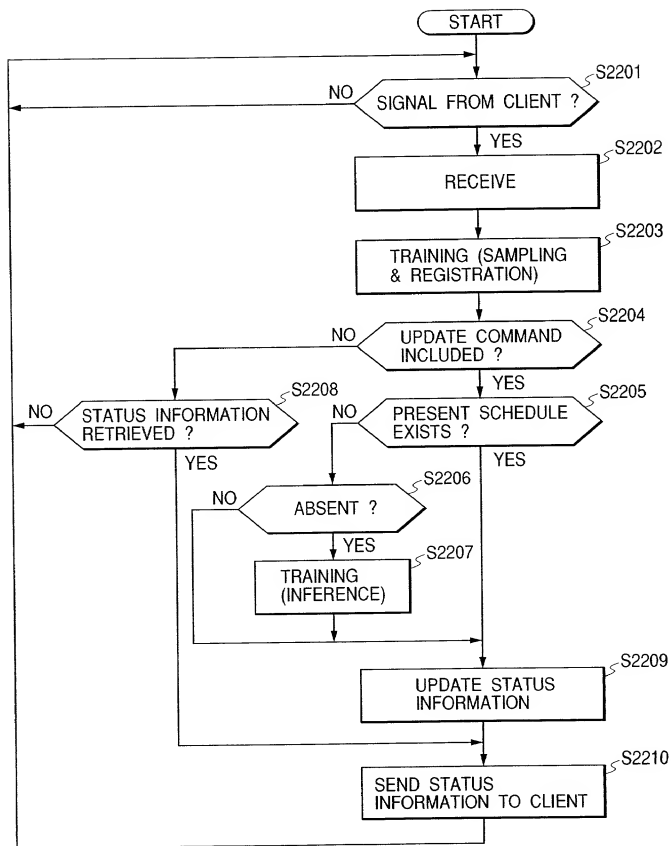 START
S2201
NO
SIGNAL FROM CLIENT ?
YES
S2202
RECEIVE
S2203
TRAINING (SAMPLING
& REGISTRATION)
S2204
NO
UPDATE COMMAND
INCLUDED ?
YES
S2208
S2205
NO
STATUS INFORMATION
RETRIEVED ?
NO
PRESENT SCHEDULE
EXISTS ?
YES
YES
S2206
NO
ABSENT ?
YES
S2207
TRAINING
(INFERENCE)
S2209
UPDATE STATUS
INFORMATION
S2210
SEND STATUS
INFORMATION TO CLIENT